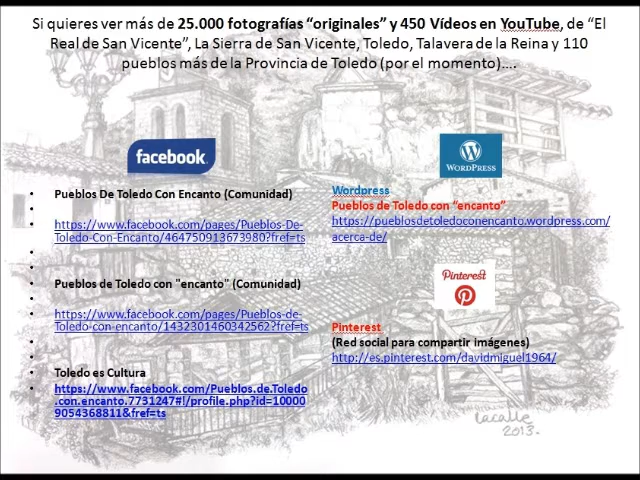 Si quieres ver más de 25.000 fotografías “originales” y 450 Vídeos en YouTube, de “El
Real de San Vicente”, La Sierra de San Vicente, Toledo, Talavera de la Reina y 110
pueblos más de la Provincia de Toledo (por el momento)….
facebook
Pueblos De Toledo Con Encanto (Comunidad)
https://www.facebook.com/pages/Pueblos-De-
Toledo-Con-Encanto/464750913673980?fref=ts
Pueblos de Toledo con "encanto" (Comunidad)
https://www.facebook.com/pages/Pueblos-de-
Toledo-con-encanto/1432301460342562?fref=ts
Toledo es Cultura
https://www.facebook.com/Pueblos.de.Toledo
.con.encanto.7731247#!/profile.php?id=10000
9054368811&fref=ts
WORDPRESS
Wordpress
Pueblos de Toledo con “encanto”
https://pueblosdetoledoconencanto.wordpress.com/
acerca-de/
Pinterest
Pinterest
(Red social para compartir imágenes)
http://es.pinterest.com/davidmiguel1964/
Lacalle
2013.